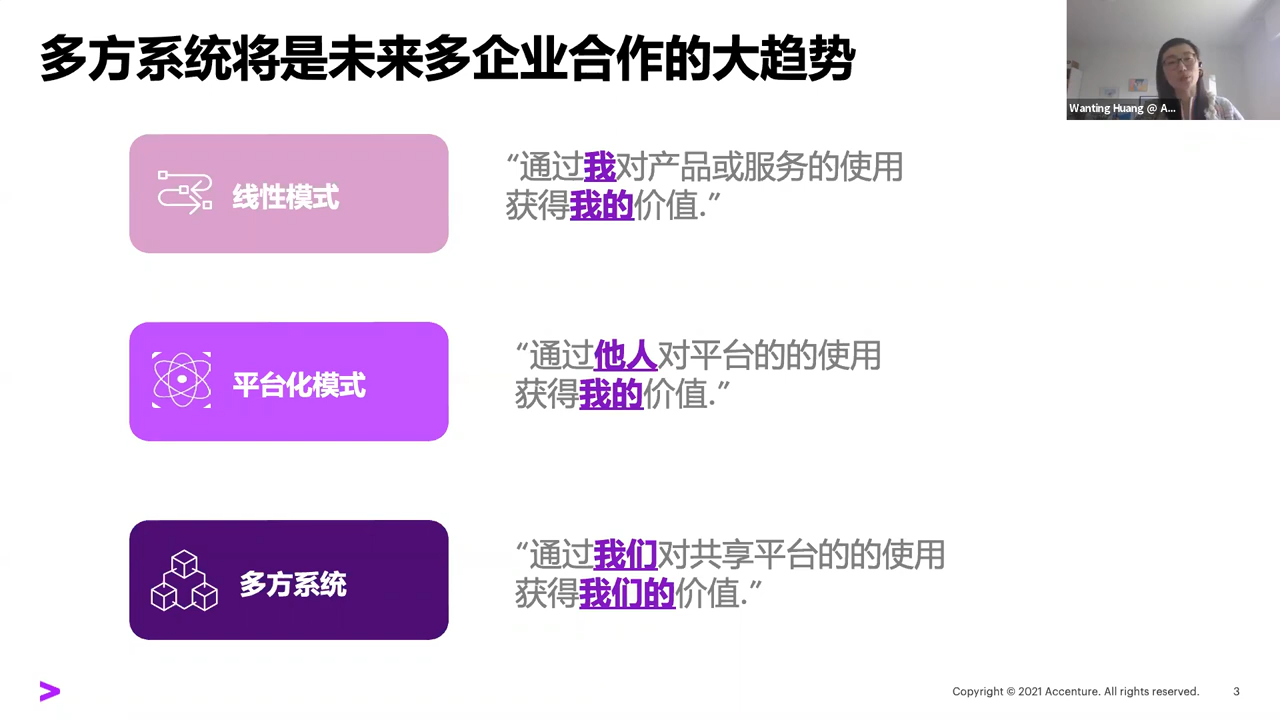 多方系统将是未来多企业合作的大趋势
Wanting Huang @ A...
线性模式
“通过我对产品或服务的使用
获得我的价值.”
平台化模式
“通过他人对平台的的使用
获得我的价值.”
多方系统
“通过我们对共享平台的的使用
获得我们的价值.”
Copyright © 2021 Accenture. All rights reserved. 3